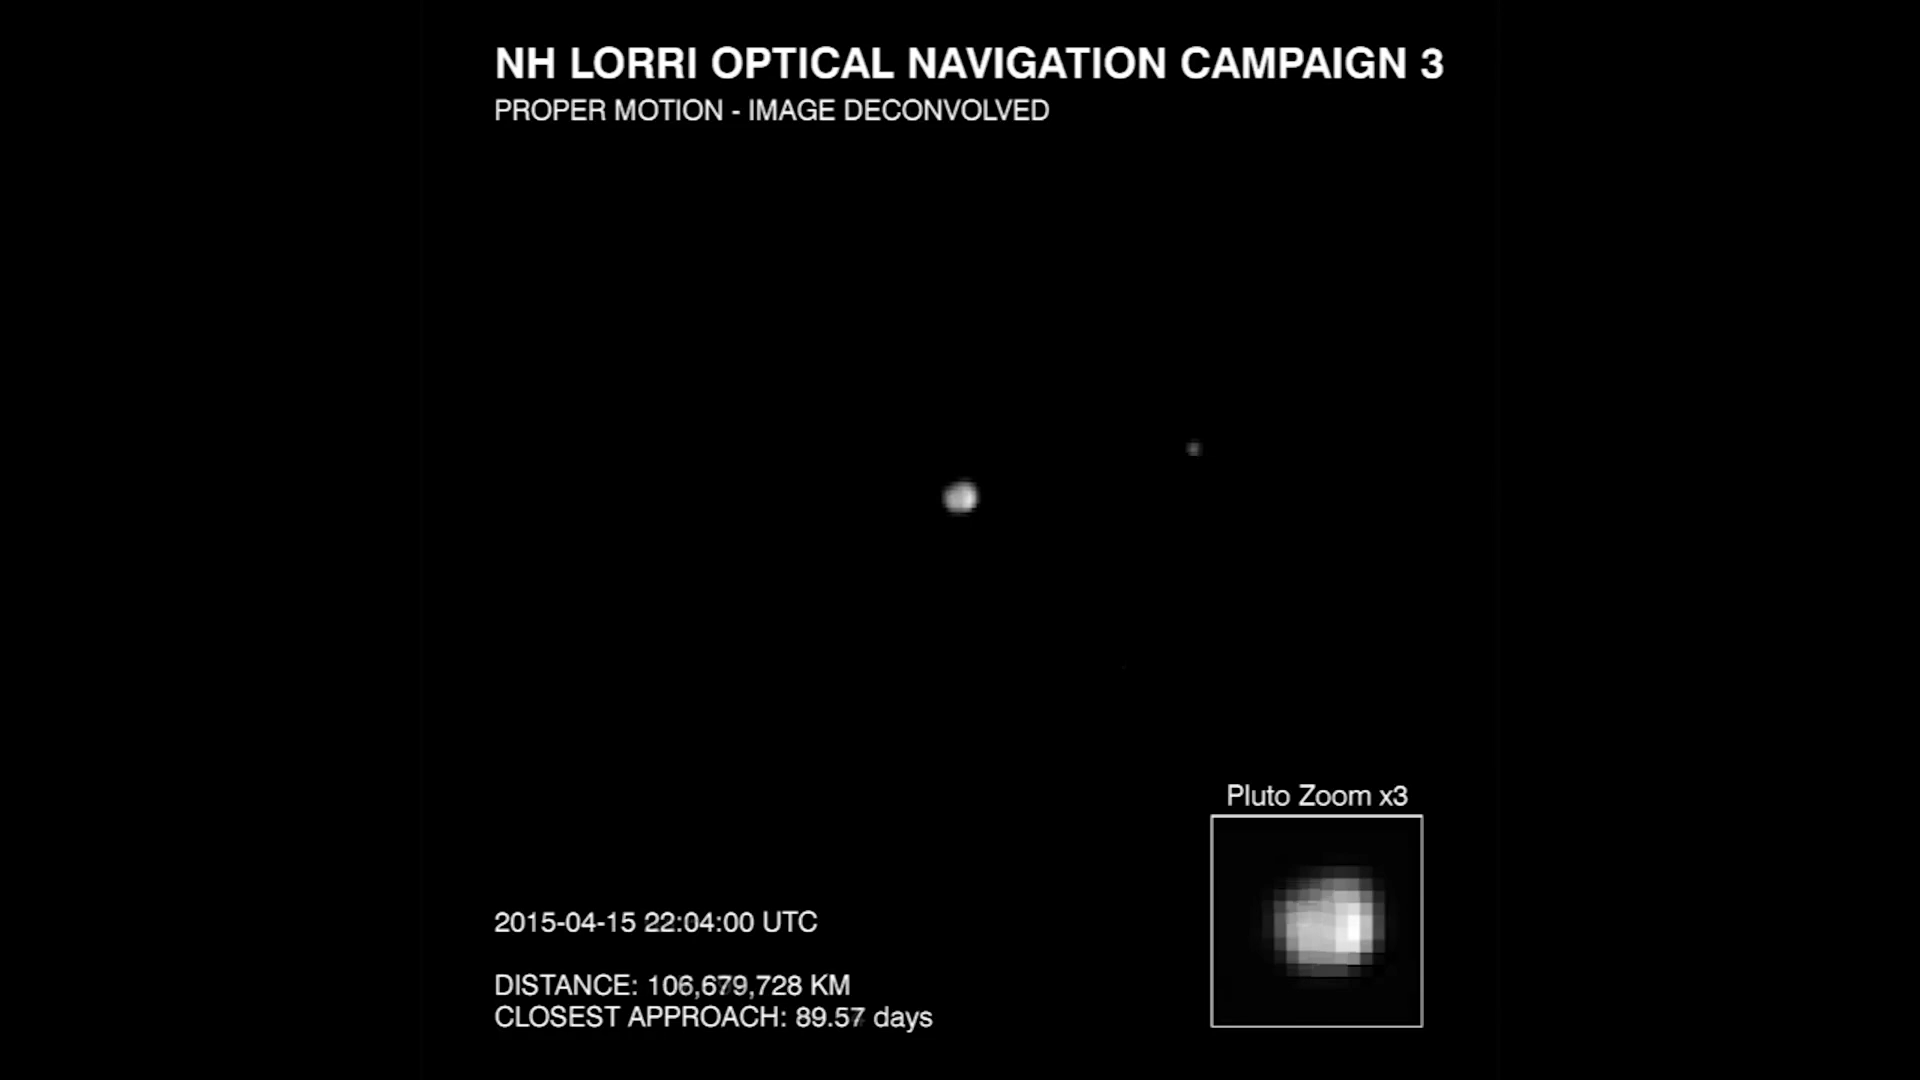 NH LORRI OPTICAL NAVIGATION CAMPAIGN 3
PROPER MOTION - IMAGE DECONVOLVED
Pluto Zoom x3
2015-04-15 22:04:00 UTC
DISTANCE: 106,679,728 KM
CLOSEST APPROACH: 89.57 days